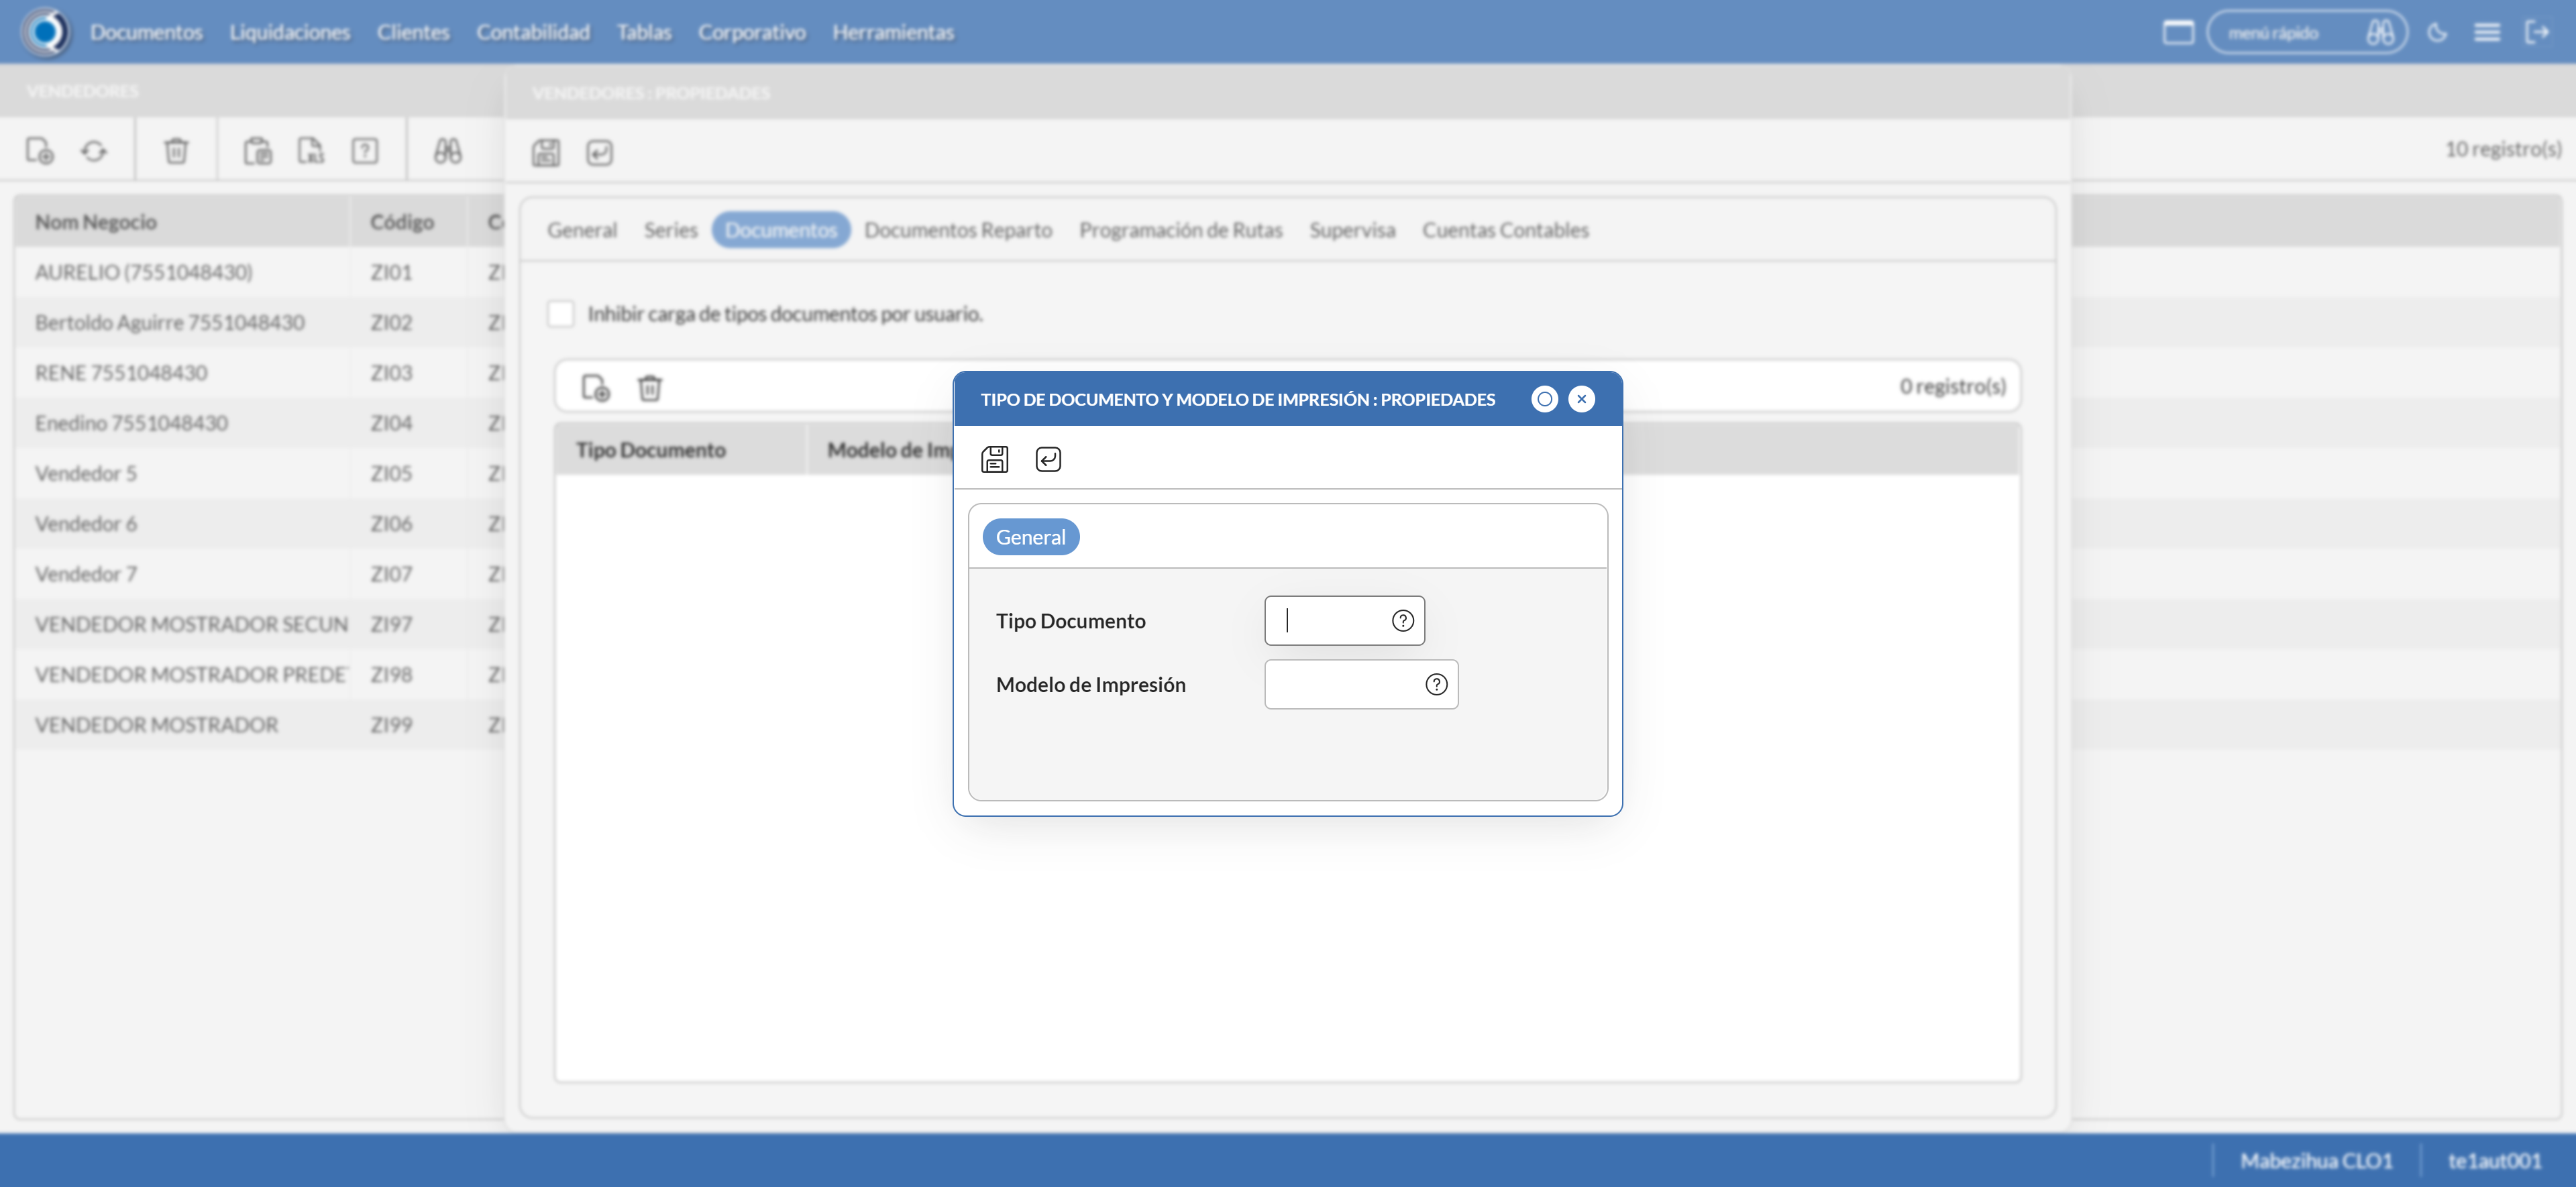 Documentos Liquidaciones Clientes Contabilidad Tablas Corporativo Herramientas menú rápido
VENDEDORES
VENDEDORES : PROPIEDADES
XLS
10 registro(s)
Nom Negocio Código
General Series Documentos Documentos Reparto Programación de Rutas Supervisa Cuentas Contables
AURELIO (7551048430) ZI01
Inhibir carga de tipos documentos por usuario.
Bertoldo Aguirre 7551048430 ZI02
RENE 7551048430 ZI03
0 registro(s)
TIPO DE DOCUMENTO Y MODELO DE IMPRESIÓN : PROPIEDADES
Enedino 7551048430 ZI04
Tipo Documento Modelo de Imp
Vendedor 5 ZI05
Vendedor 6 ZI06
General
Vendedor 7 ZI07
Tipo Documento
VENDEDOR MOSTRADOR SECUN ZI97
Modelo de Impresión
VENDEDOR MOSTRADOR PREDE ZI98
VENDEDOR MOSTRADOR ZI99
Mabezihua CLO1 te1aut001